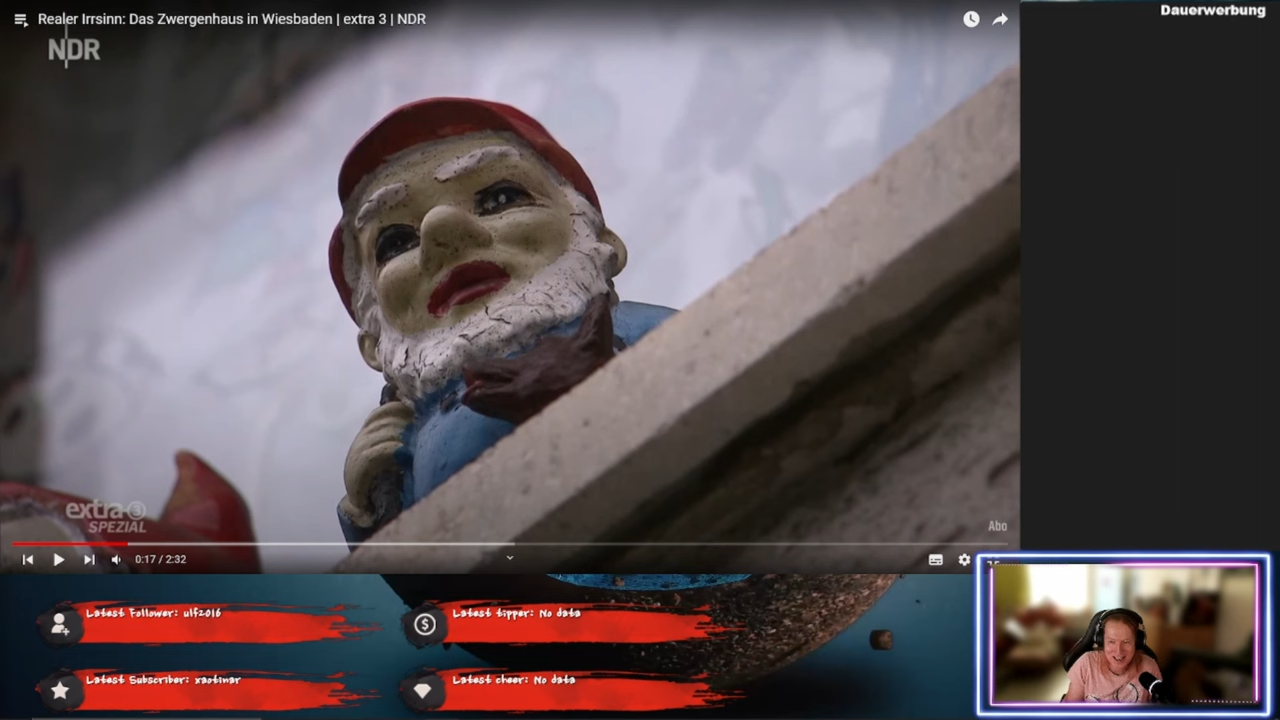 Realer Irrsinn: Das Zwergenhaus in Wiesbaden | extra 3 | NDR
Dauerwerbung
NDR
extra 3
SPEZIAL
Abo
0:17 / 2:32
Latest Follower: ulf2016
Latest tipper: No data
Latest Subscriber: xaotinar
Latest cheer: No data